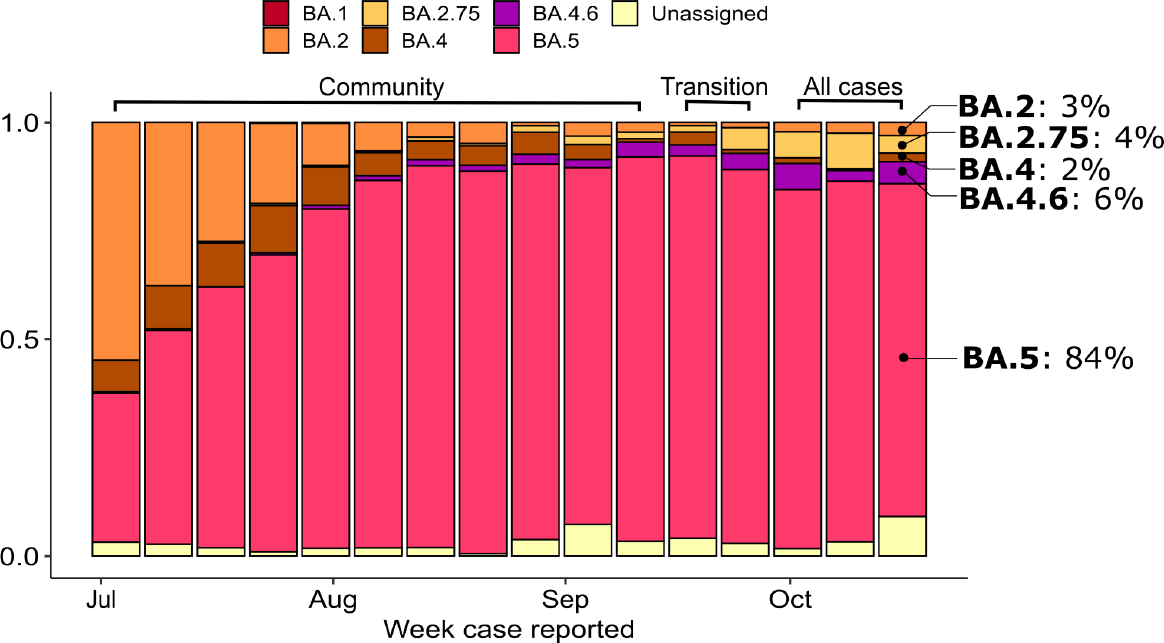 BA.1 BA.2.75 BA.4.6 Unassigned
BA.2 BA.4 BA.5
Community Transition All cases
1.0
0.5
0.0
BA.2: 3%
BA.2.75: 4%
BA.4: 2%
BA.4.6: 6%
BA.5: 84%
Jul Aug Sep Oct
Week case reported